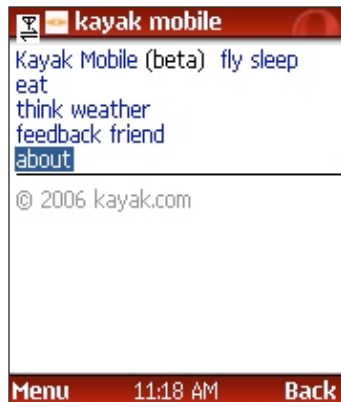 kayak mobile
Kayak Mobile (beta) fly sleep
eat
think weather
feedback friend
about
© 2006 kayak.com
Menu 11:18 AM Back